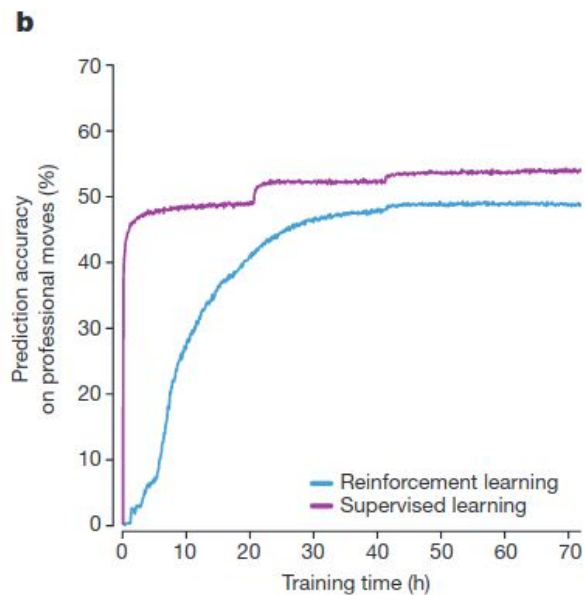 b
70
60
50
40
30
20
10
0
Prediction accuracy
on professional moves (%)
Reinforcement learning
Supervised learning
0 10 20 30 40 50 60 70
Training time (h)